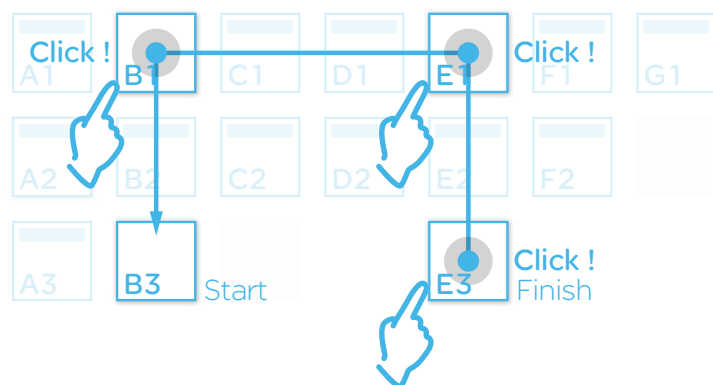 Click ! Click !
A1 B1 C1 D1 E1 F1 G1
A2 B2 C2 D2 E2 F2
Click !
A3 B3 Start E3 Finish